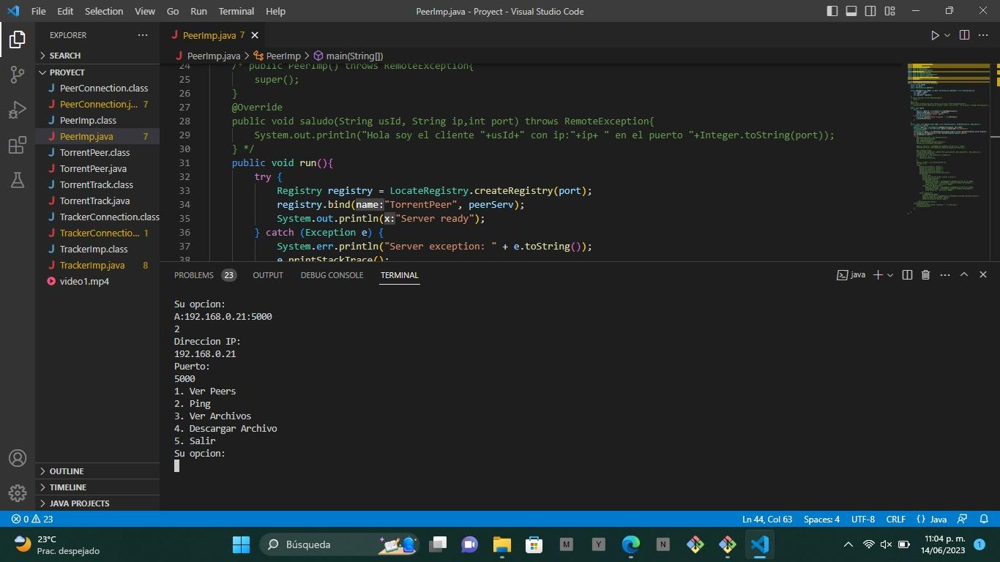 File Edit Selection View Go Run Terminal Help
PeerImp.java - Proyect - Visual Studio Code
EXPLORER
SEARCH
PROYECT
PeerConnection.class
PeerConnection.j... 7
PeerImp.class
PeerImp.java 7
TorrentPeer.class
TorrentPeer.java
TorrentTrack.class
TorrentTrack.java
TrackerConnection.class
TrackerConnectio... 1
TrackerImp.class
TrackerImp.java 8
video1.mp4
OUTLINE
TIMELINE
JAVA PROJECTS
PeerImp.java 7
PeerImp.java > PeerImp > main(String[])
24 /* public PeerImp() throws RemoteException{
25 super();
26 }
27 @Override
28 public void saludo(String usId, String ip,int port) throws RemoteException{
29 System.out.println("Hola soy el cliente "+usId+" con ip:"+ip+ " en el puerto "+Integer.toString(port));
30 } */
31 public void run(){
32 try {
33 Registry registry = LocateRegistry.createRegistry(port);
34 registry.bind(name:"TorrentPeer", peerServ);
35 System.out.println(x:"Server ready");
36 } catch (Exception e) {
37 System.err.println("Server exception: " + e.toString());
38 e.printStackTrace();
PROBLEMS 23 OUTPUT DEBUG CONSOLE TERMINAL
java
Su opcion:
A:192.168.0.21:5000
2
Direccion IP:
192.168.0.21
Puerto:
5000
1. Ver Peers
2. Ping
3. Ver Archivos
4. Descargar Archivo
5. Salir
Su opcion:
0 23
Ln 44, Col 63 Spaces: 4 UTF-8 CRLF {} Java
23°C
Prac. despejado
Búsqueda
M
Y
N
11:04 p. m.
14/06/2023
1